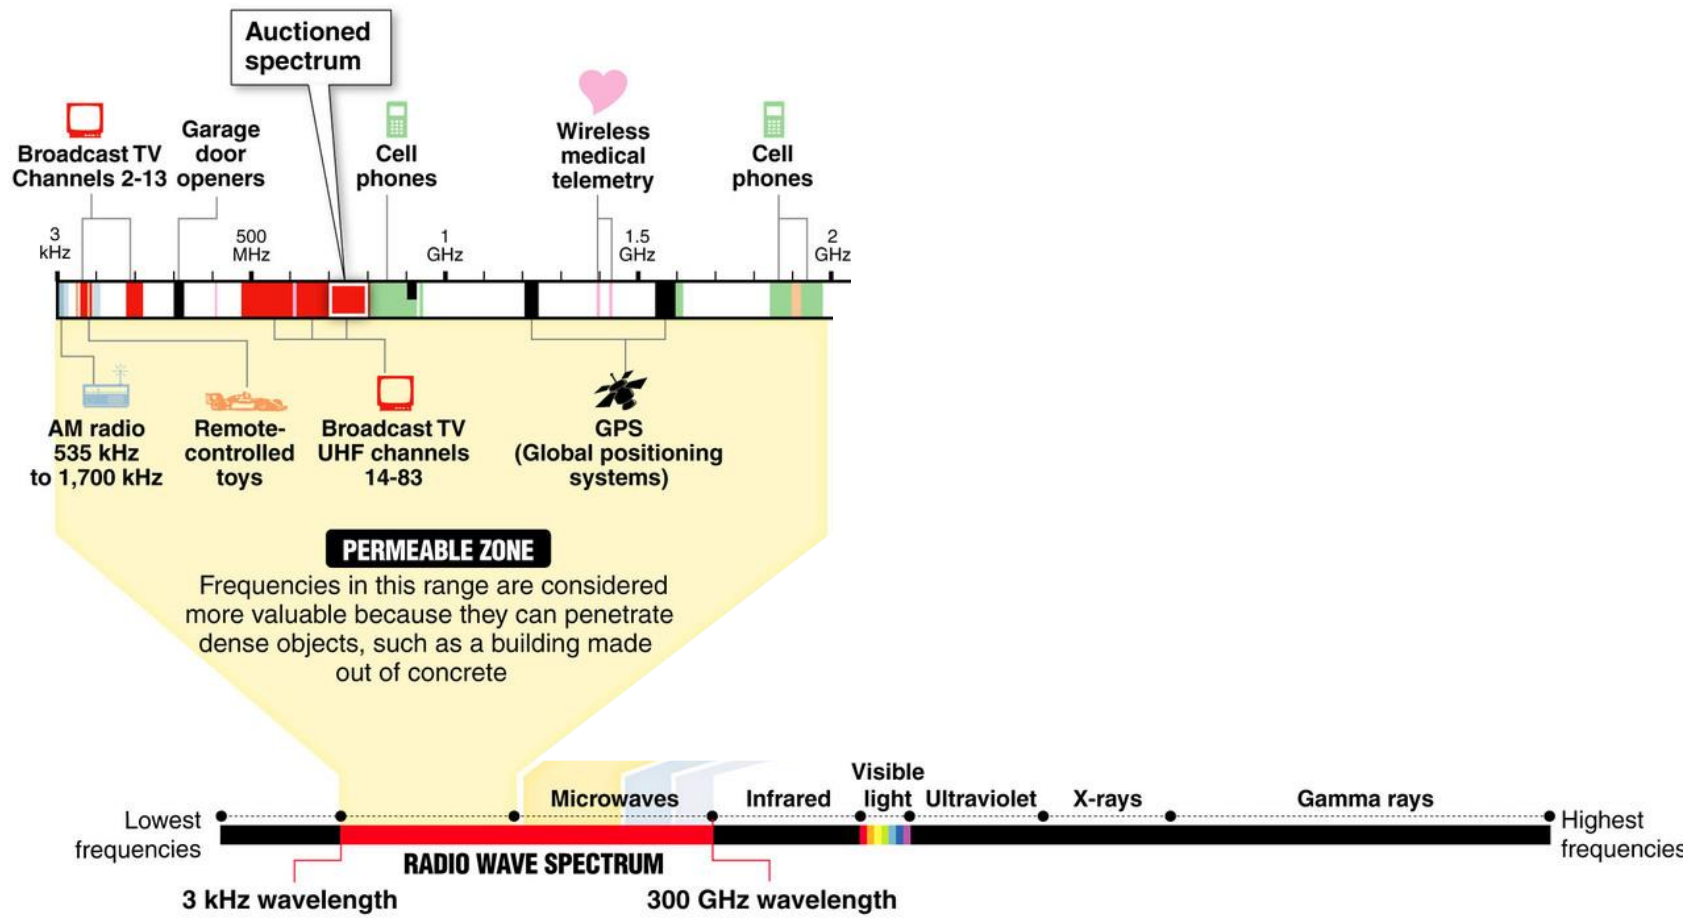 Auctioned
spectrum
Broadcast TV
Channels 2-13
Garage
door
openers
Cell
phones
Wireless
medical
telemetry
Cell
phones
3
kHz
500
MHz
1
GHz
1.5
GHz
2
GHz
AM radio
535 kHz
to 1,700 kHz
Remote-
controlled
toys
Broadcast TV
UHF channels
14-83
GPS
(Global positioning
systems)
PERMEABLE ZONE
Frequencies in this range are considered
more valuable because they can penetrate
dense objects, such as a building made
out of concrete
Lowest
frequencies
Microwaves
Infrared
Visible
light
Ultraviolet
X-rays
Gamma rays
Highest
frequencies
RADIO WAVE SPECTRUM
3 kHz wavelength
300 GHz wavelength